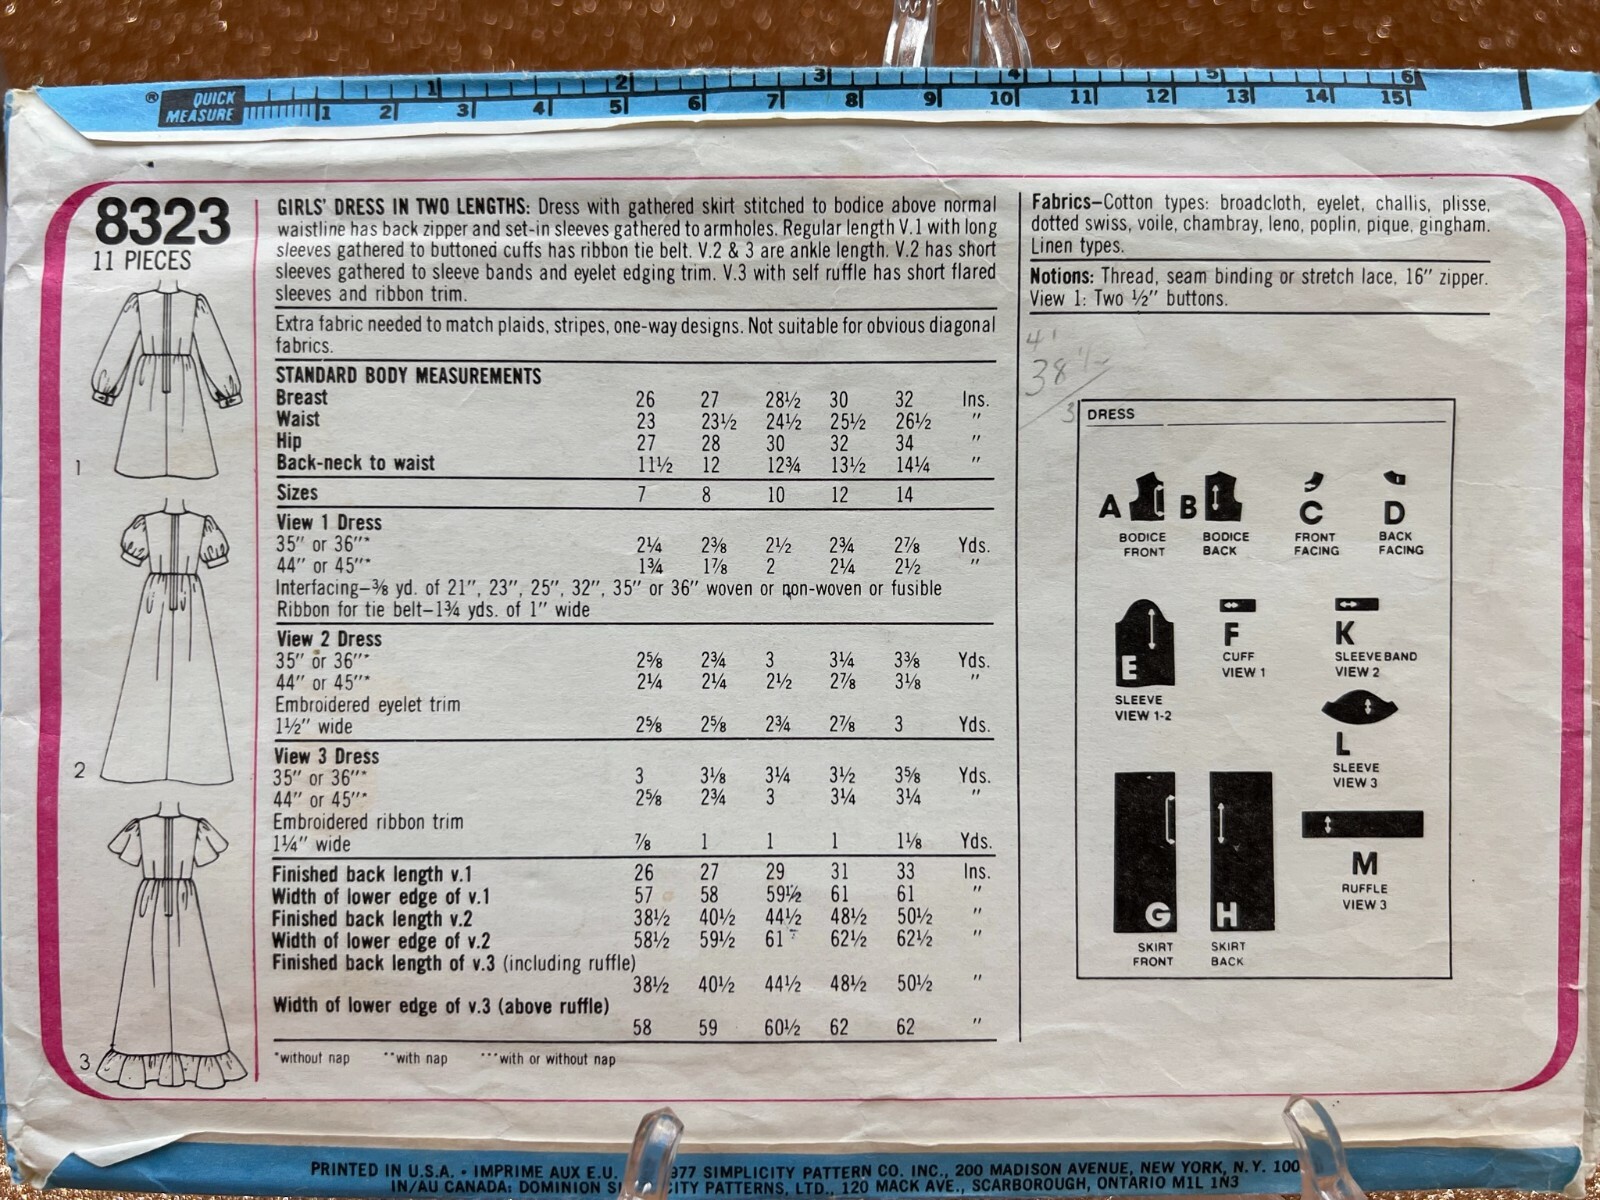 ® QUICK MEASURE
1 2 3 4 5 6
1 2 3 4 5 6 7 8 9 10 11 12 13 14 15
8323
11 PIECES
1
2
3
GIRLS' DRESS IN TWO LENGTHS: Dress with gathered skirt stitched to bodice above normal
waistline has back zipper and set-in sleeves gathered to armholes. Regular length V.1 with long
sleeves gathered to buttoned cuffs has ribbon tie belt. V.2 & 3 are ankle length. V.2 has short
sleeves gathered to sleeve bands and eyelet edging trim. V.3 with self ruffle has short flared
sleeves and ribbon trim.
Extra fabric needed to match plaids, stripes, one-way designs. Not suitable for obvious diagonal
fabrics.
STANDARD BODY MEASUREMENTS
Breast 26 27 28½ 30 32 Ins.
Waist 23 23½ 24½ 25½ 26½ "
Hip 27 28 30 32 34 "
Back-neck to waist 11½ 12 12¾ 13½ 14¼ "
Sizes 7 8 10 12 14
View 1 Dress
35" or 36"* 2¼ 2⅜ 2½ 2¾ 2⅞ Yds.
44" or 45"* 1¾ 1⅞ 2 2¼ 2½ "
Interfacing–⅜ yd. of 21", 23", 25", 32", 35" or 36" woven or non-woven or fusible
Ribbon for tie belt–1¾ yds. of 1" wide
View 2 Dress
35" or 36"* 2⅝ 2¾ 3 3¼ 3⅜ Yds.
44" or 45"* 2¼ 2¼ 2½ 2⅞ 3⅛ "
Embroidered eyelet trim
1½" wide 2⅝ 2⅝ 2¾ 2⅞ 3 Yds.
View 3 Dress
35" or 36"* 3 3⅛ 3¼ 3½ 3⅝ Yds.
44" or 45"* 2⅝ 2¾ 3 3¼ 3¼ "
Embroidered ribbon trim
1¼" wide ⅞ 1 1 1 1⅛ Yds.
Finished back length v.1 26 27 29 31 33 Ins.
Width of lower edge of v.1 57 58 59½ 61 61 "
Finished back length v.2 38½ 40½ 44½ 48½ 50½ "
Width of lower edge of v.2 58½ 59½ 61 62½ 62½ "
Finished back length of v.3 (including ruffle)
38½ 40½ 44½ 48½ 50½ "
Width of lower edge of v.3 (above ruffle)
58 59 60½ 62 62 "
*without nap **with nap ***with or without nap
Fabrics–Cotton types: broadcloth, eyelet, challis, plisse,
dotted swiss, voile, chambray, leno, poplin, pique, gingham.
Linen types.
Notions: Thread, seam binding or stretch lace, 16" zipper.
View 1: Two ½" buttons.
38
3
DRESS
A B C D
BODICE FRONT
BODICE BACK
FRONT FACING
BACK FACING
E
SLEEVE
VIEW 1-2
F
CUFF
VIEW 1
K
SLEEVE BAND
VIEW 2
L
SLEEVE
VIEW 3
M
RUFFLE
VIEW 3
G
SKIRT
FRONT
H
SKIRT
BACK
PRINTED IN U.S.A. • IMPRIME AUX E.U. 977 SIMPLICITY PATTERN CO. INC., 200 MADISON AVENUE, NEW YORK, N.Y. 100
IN/AU CANADA: DOMINION S CITY PATTERNS, LTD., 120 MACK AVE., SCARBOROUGH, ONTARIO M1L 1N3